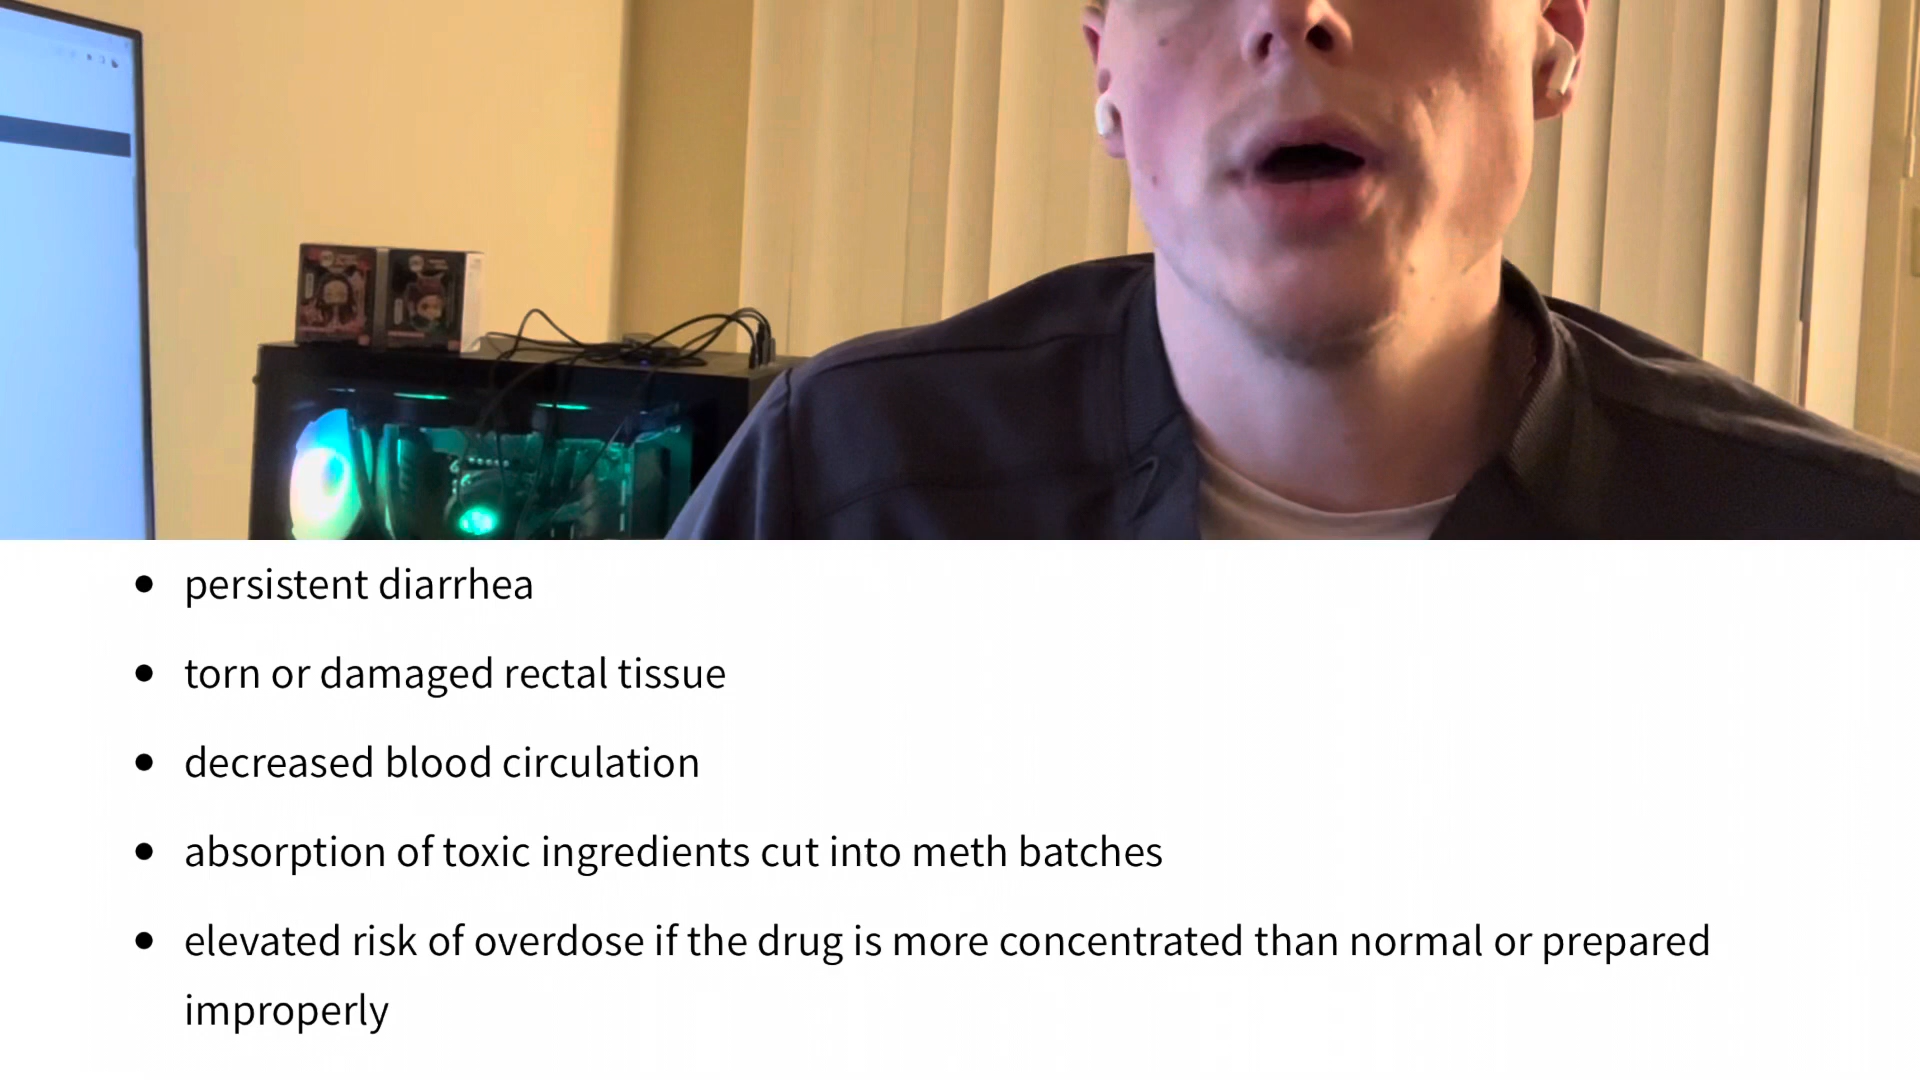 persistent diarrhea
torn or damaged rectal tissue
decreased blood circulation
absorption of toxic ingredients cut into meth batches
elevated risk of overdose if the drug is more concentrated than normal or prepared
improperly